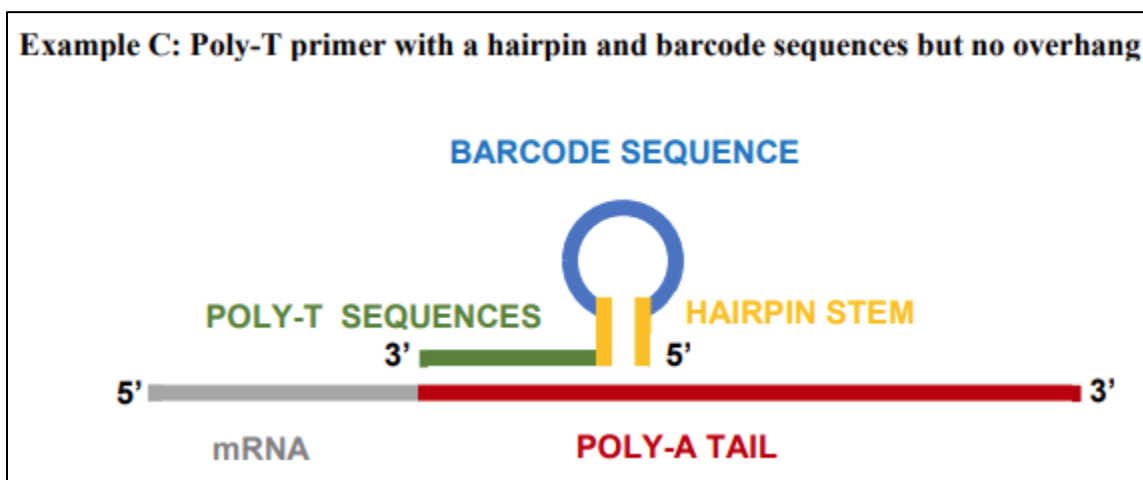 Example C: Poly-T primer with a hairpin and barcode sequences but no overhang
BARCODE SEQUENCE
POLY-T SEQUENCES
HAIRPIN STEM
3’
5’
5’
3’
mRNA
POLY-A TAIL